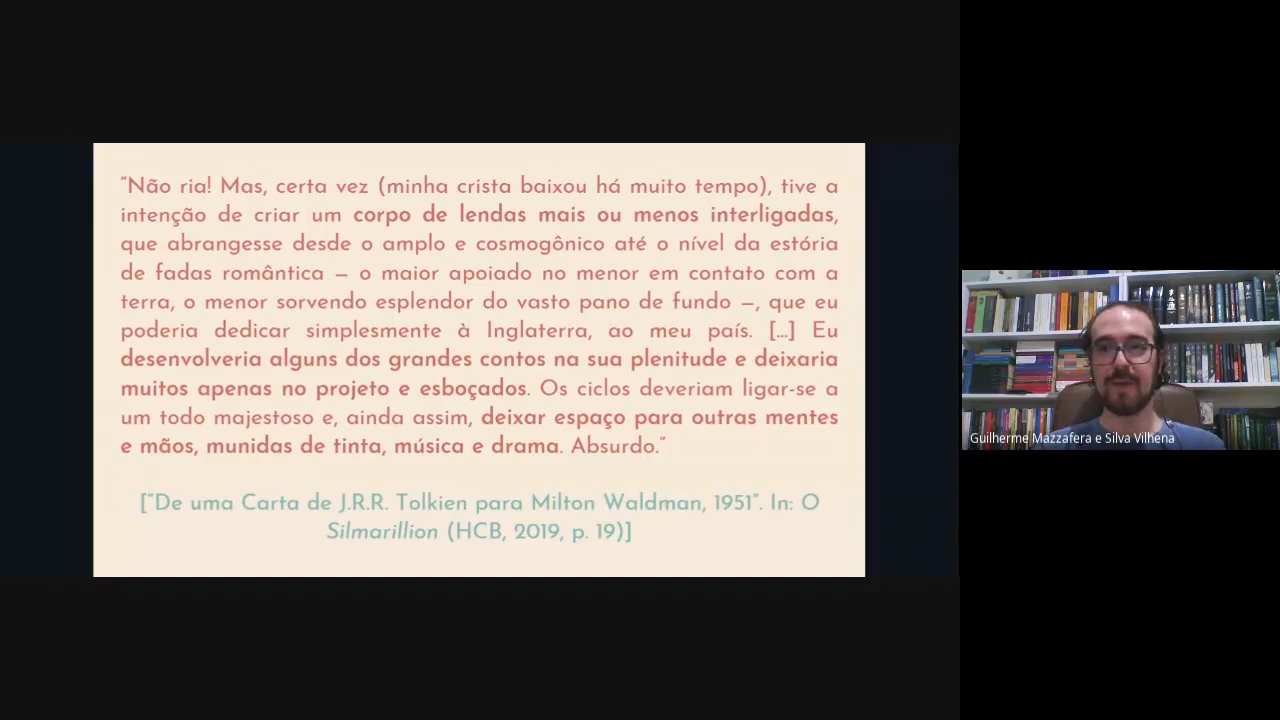 “Não ria! Mas, certa vez (minha crista baixou há muito tempo), tive a
intenção de criar um corpo de lendas mais ou menos interligadas,
que abrangesse desde o amplo e cosmogônico até o nível da estória
de fadas romântica — o maior apoiado no menor em contato com a
terra, o menor sorvendo esplendor do vasto pano de fundo —, que eu
poderia dedicar simplesmente à Inglaterra, ao meu país. [...] Eu
desenvolveria alguns dos grandes contos na sua plenitude e deixaria
muitos apenas no projeto e esboçados. Os ciclos deveriam ligar-se a
um todo majestoso e, ainda assim, deixar espaço para outras mentes
e mãos, munidas de tinta, música e drama. Absurdo.”
[“De uma Carta de J.R.R. Tolkien para Milton Waldman, 1951”. In: O
Silmarillion (HCB, 2019, p. 19)]
Guilherme Mazzafera e Silva Vilhena